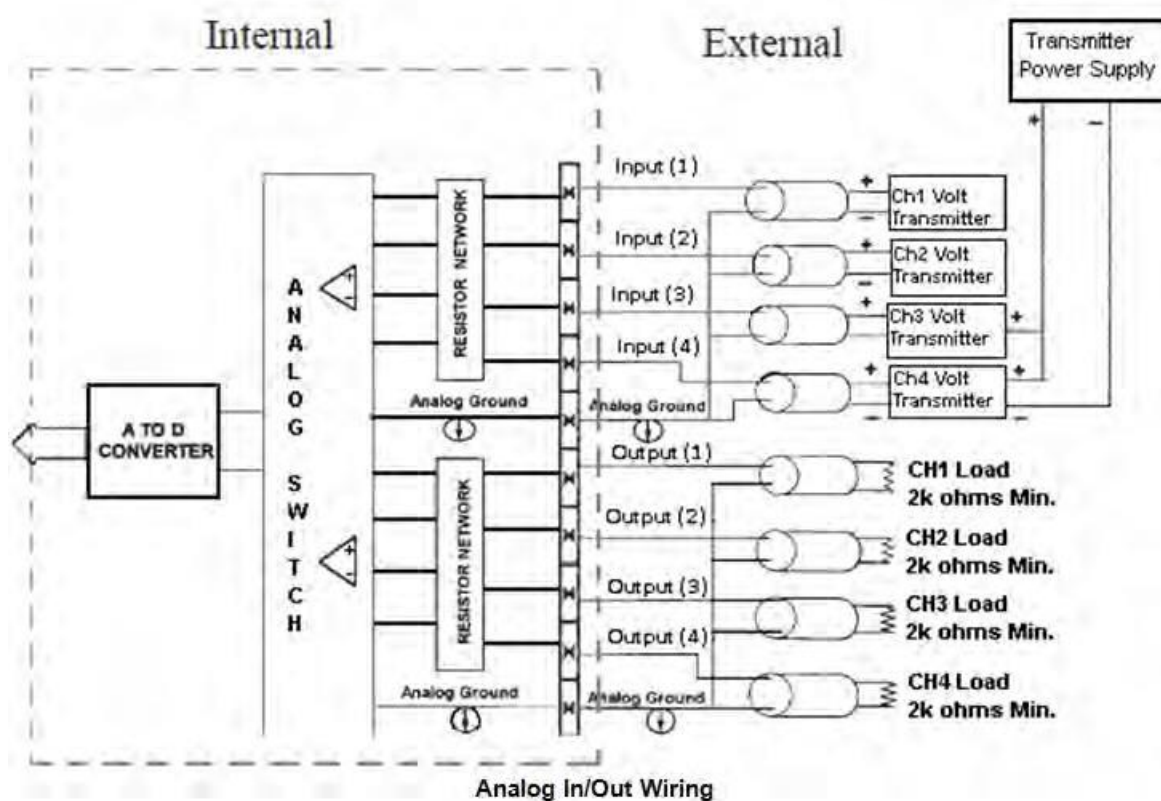 Internal
External
Transmitter
Power Supply
+
−
Input (1)
+
Ch1 Volt
Transmitter
−
Input (2)
+
Ch2 Volt
Transmitter
−
Input (3)
+
Ch3 Volt
Transmitter
+
Input (4)
+
Ch4 Volt
Transmitter
+
−
−
RESISTOR NETWORK
ANALOG SWITCH
+
−
Analog Ground
Analog Ground
A TO D
CONVERTER
RESISTOR NETWORK
+
Output (1)
CH1 Load
2k ohms Min.
Output (2)
CH2 Load
2k ohms Min.
Output (3)
CH3 Load
2k ohms Min.
Output (4)
CH4 Load
2k ohms Min.
Analog Ground
Analog Ground
Analog In/Out Wiring